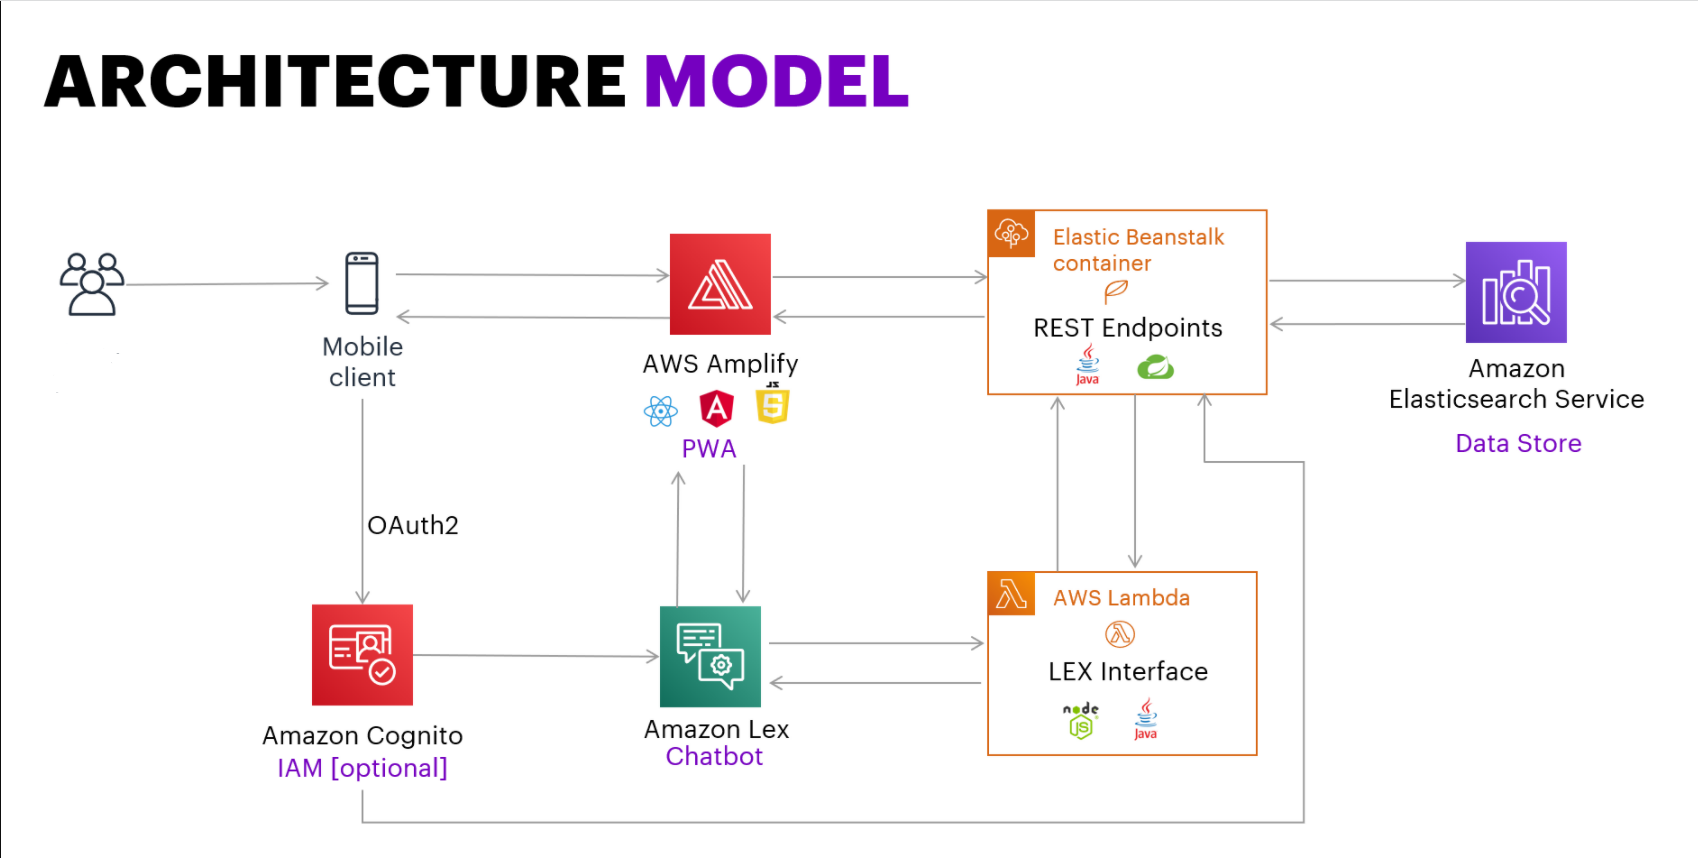 ARCHITECTURE MODEL
Elastic Beanstalk
container
REST Endpoints
Java
Mobile
client
AWS Amplify
JS
PWA
Amazon
Elasticsearch Service
Data Store
OAuth2
AWS Lambda
LEX Interface
node
JS
Java
Amazon Cognito
IAM [optional]
Amazon Lex
Chatbot